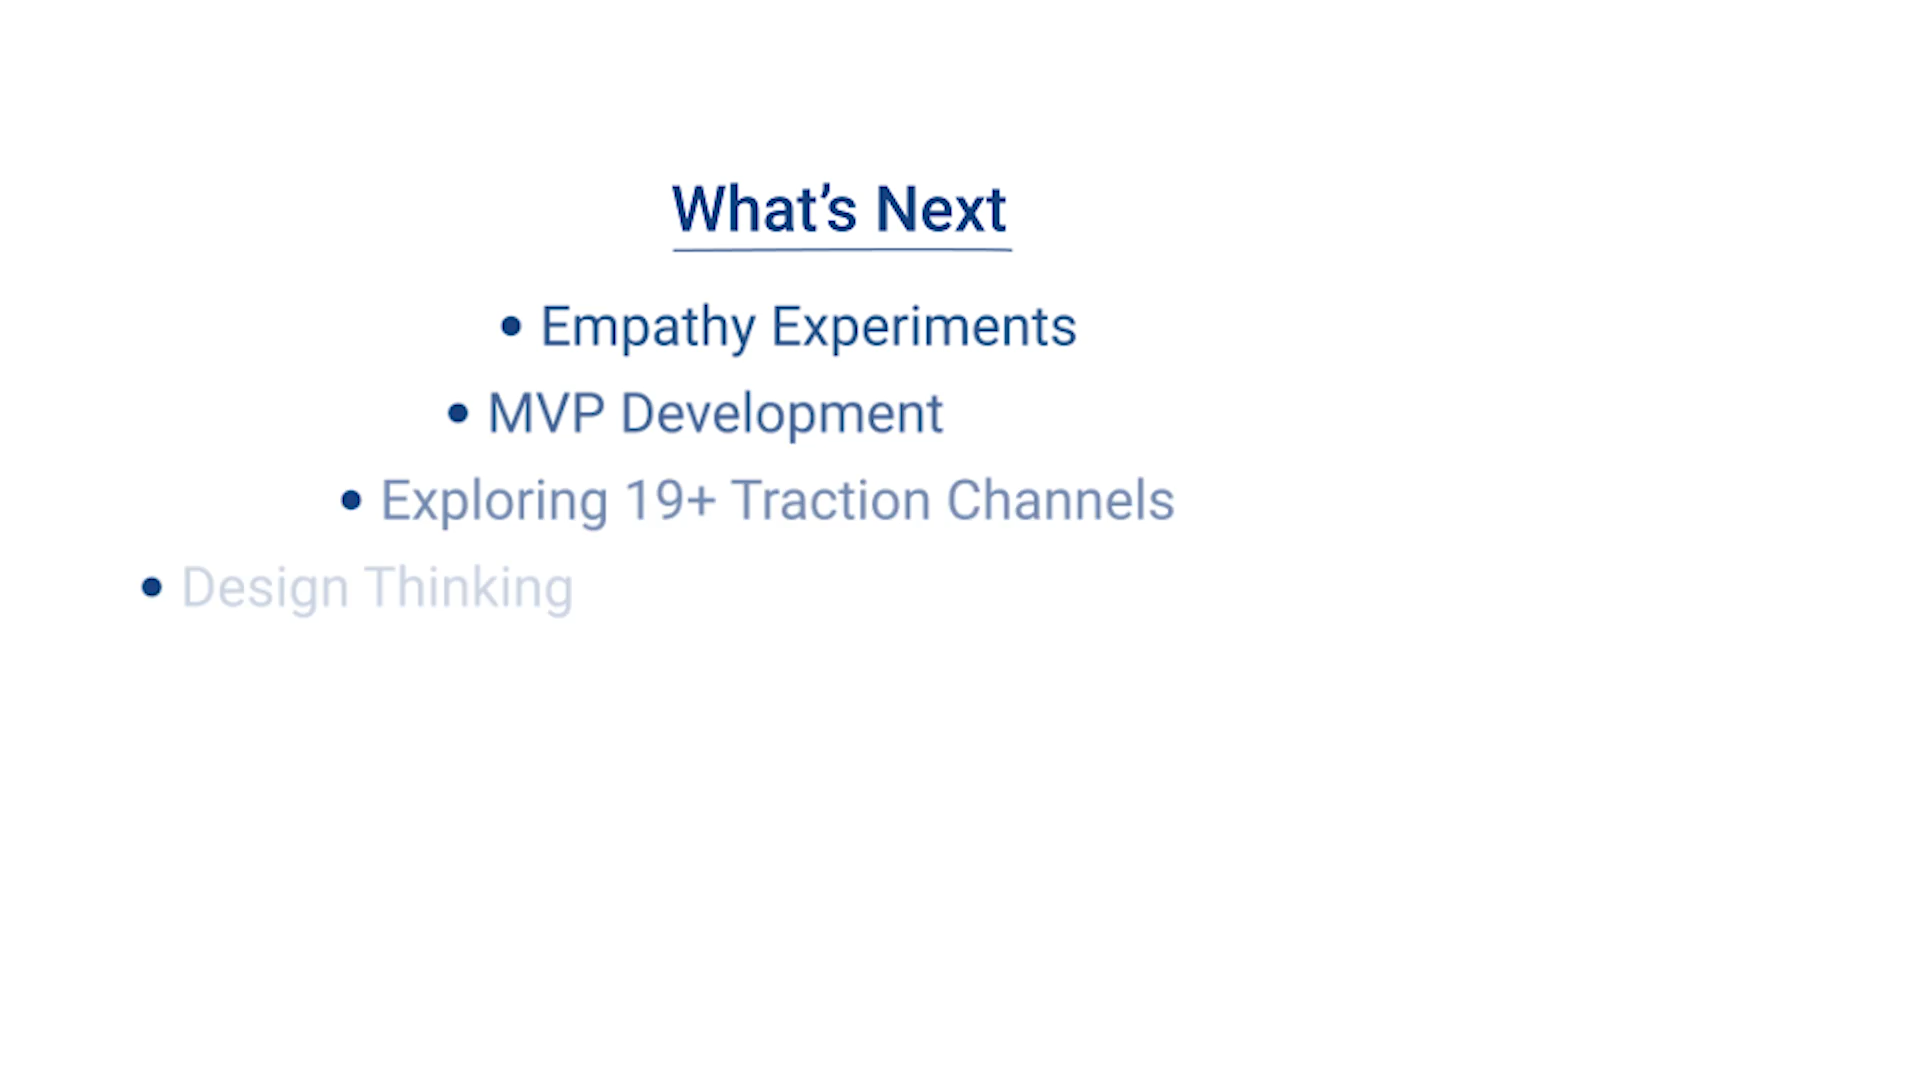 What’s Next
• Empathy Experiments
• MVP Development
• Exploring 19+ Traction Channels
• Design Thinking